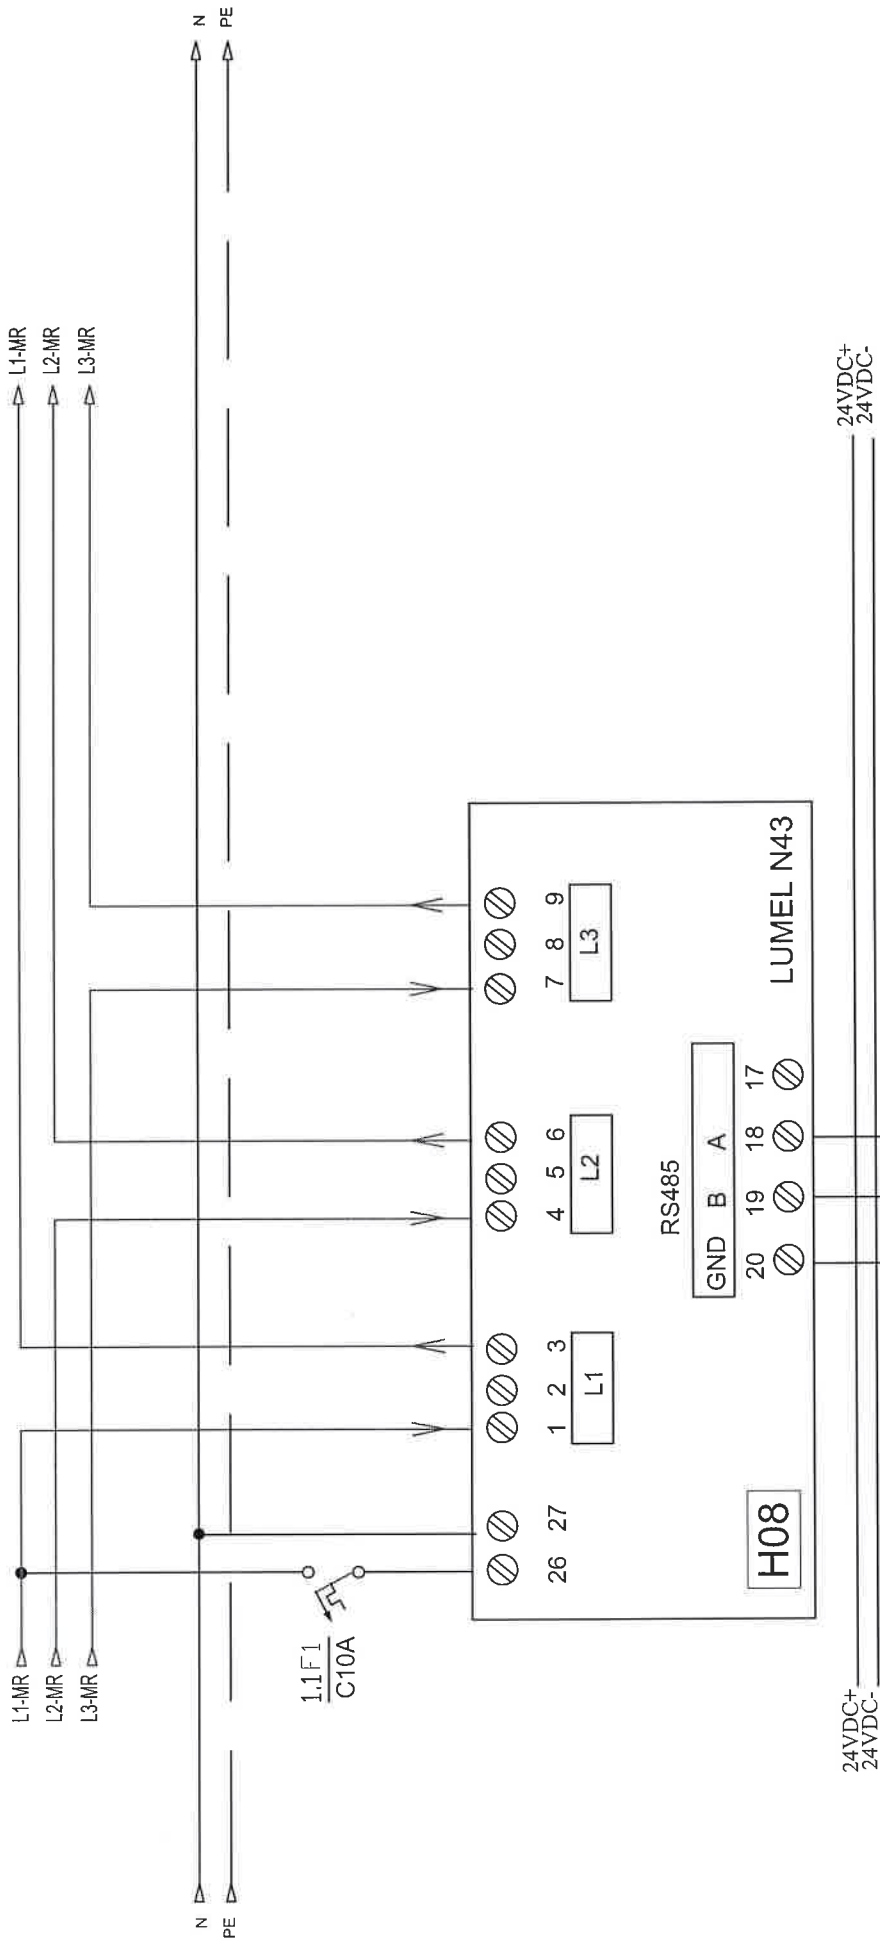 L1-MR
L2-MR
L3-MR
N
PE
L1-MR
L2-MR
L3-MR
N
PE
1.1F1
C10A
26 27 1 2 3 4 5 6 7 8 9
L1 L2 L3
RS485
GND B A
20 19 18 17
H08
LUMEL N43
24VDC+
24VDC-
24VDC+
24VDC-